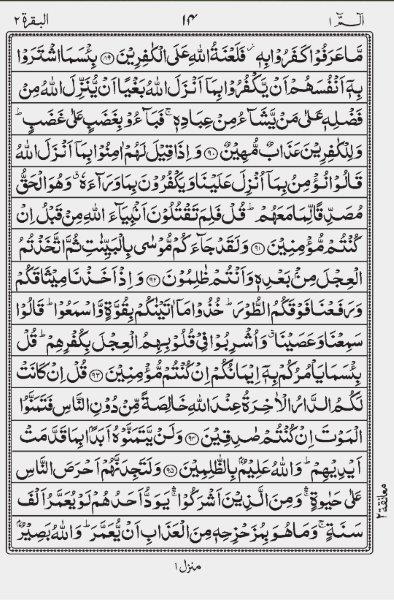 الٓمّٓ ١ ١٤ البقرة ٢
مَّا عَرَفُوْا كَفَرُوْا بِهٖ ۫ فَلَعْنَةُ اللّٰهِ عَلَى الْكٰفِرِيْنَ ﴿٨٩﴾ بِئْسَمَا اشْتَرَوْا
بِهٖۤ اَنْفُسَهُمْ اَنْ يَّكْفُرُوْا بِمَاۤ اَنْزَلَ اللّٰهُ بَغْيًا اَنْ يُّنَزِّلَ اللّٰهُ مِنْ
فَضْلِهٖ عَلٰى مَنْ يَّشَآءُ مِنْ عِبَادِهٖ ۚ فَبَآءُوْ بِغَضَبٍ عَلٰى غَضَبٍ ؕ
وَلِلْكٰفِرِيْنَ عَذَابٌ مُّهِيْنٌ ﴿٩٠﴾ وَاِذَا قِيْلَ لَهُمْ اٰمِنُوْا بِمَاۤ اَنْزَلَ اللّٰهُ
قَالُوْا نُؤْمِنُ بِمَاۤ اُنْزِلَ عَلَيْنَا وَيَكْفُرُوْنَ بِمَا وَرَآءَهٗ ۗ وَهُوَ الْحَقُّ
مُصَدِّقًا لِّمَا مَعَهُمْ ؕ قُلْ فَلِمَ تَقْتُلُوْنَ اَنْۢبِيَآءَ اللّٰهِ مِنْ قَبْلُ اِنْ
كُنْتُمْ مُّؤْمِنِيْنَ ﴿٩١﴾ وَلَقَدْ جَآءَكُمْ مُّوْسٰى بِالْبَيِّنٰتِ ثُمَّ اتَّخَذْتُمُ
الْعِجْلَ مِنْۢ بَعْدِهٖ وَاَنْتُمْ ظٰلِمُوْنَ ﴿٩٢﴾ وَاِذْ اَخَذْنَا مِيْثَاقَكُمْ
وَرَفَعْنَا فَوْقَكُمُ الطُّوْرَ ؕ خُذُوْا مَاۤ اٰتَيْنٰكُمْ بِقُوَّةٍ وَّاسْمَعُوْا ؕ قَالُوْا
سَمِعْنَا وَعَصَيْنَا ۗ وَاُشْرِبُوْا فِيْ قُلُوْبِهِمُ الْعِجْلَ بِكُفْرِهِمْ ؕ قُلْ
بِئْسَمَا يَاْمُرُكُمْ بِهٖۤ اِيْمَانُكُمْ اِنْ كُنْتُمْ مُّؤْمِنِيْنَ ﴿٩٣﴾ قُلْ اِنْ كَانَتْ
لَكُمُ الدَّارُ الْاٰخِرَةُ عِنْدَ اللّٰهِ خَالِصَةً مِّنْ دُوْنِ النَّاسِ فَتَمَنَّوُا
الْمَوْتَ اِنْ كُنْتُمْ صٰدِقِيْنَ ﴿٩٤﴾ وَلَنْ يَّتَمَنَّوْهُ اَبَدًۢا بِمَا قَدَّمَتْ
اَيْدِيْهِمْ ؕ وَاللّٰهُ عَلِيْمٌۢ بِالظّٰلِمِيْنَ ﴿٩٥﴾ وَلَتَجِدَنَّهُمْ اَحْرَصَ النَّاسِ
عَلٰى حَيٰوةٍ ۛۚ وَمِنَ الَّذِيْنَ اَشْرَكُوْا ۛۚ يَوَدُّ اَحَدُهُمْ لَوْ يُعَمَّرُ اَلْفَ
سَنَةٍ ۚ وَمَا هُوَ بِمُزَحْزِحِهٖ مِنَ الْعَذَابِ اَنْ يُّعَمَّرَ ؕ وَاللّٰهُ بَصِيْرٌۢ
معانقة ٢
منزل ١